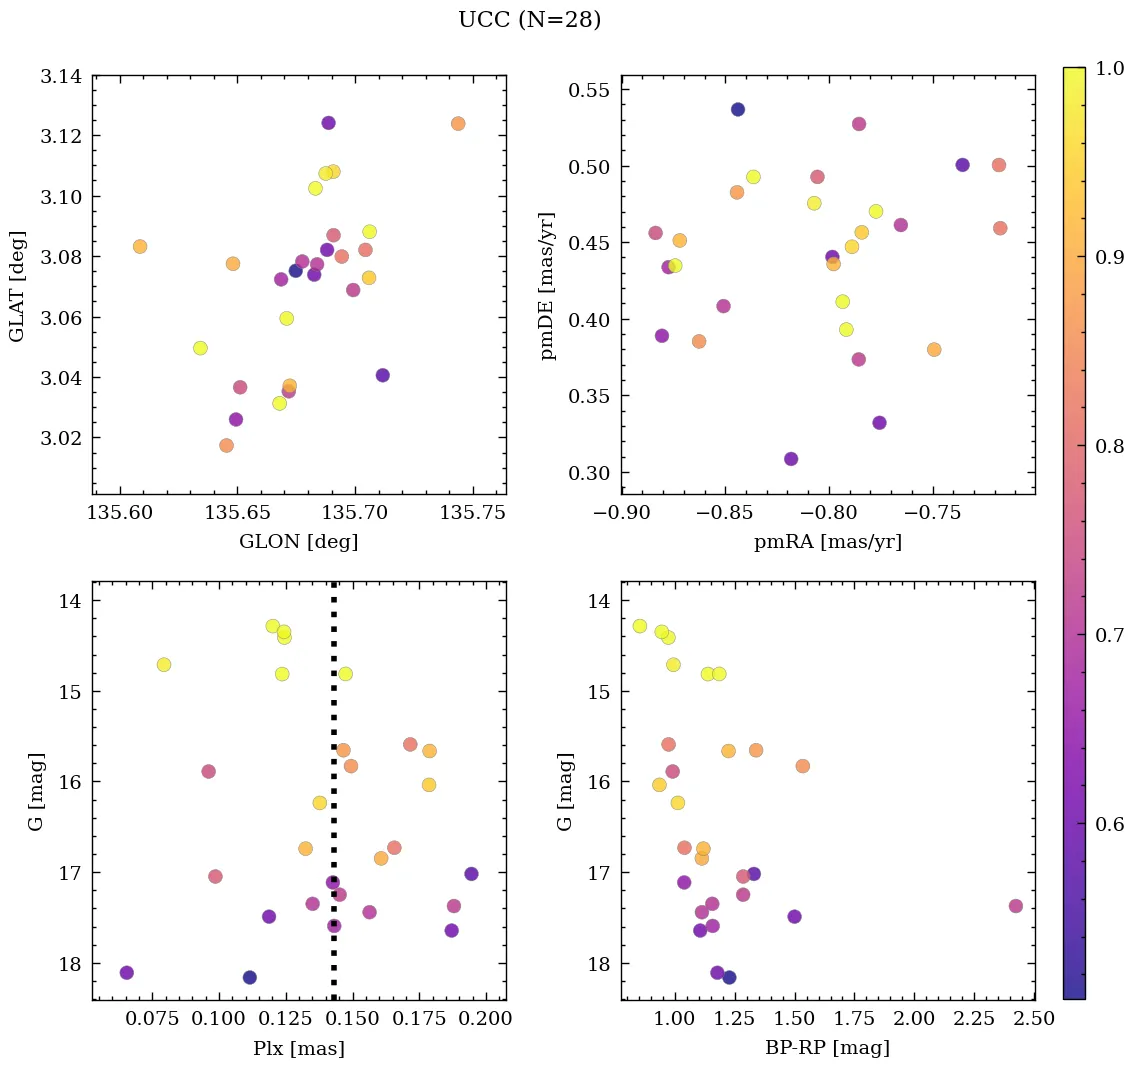 UCC (N=28)
3.14
3.12
3.10
3.08
3.06
3.04
3.02
GLAT [deg]
135.60 135.65 135.70 135.75
GLON [deg]
0.55
0.50
0.45
0.40
0.35
0.30
pmDE [mas/yr]
−0.90 −0.85 −0.80 −0.75
pmRA [mas/yr]
14
15
16
17
18
G [mag]
0.075 0.100 0.125 0.150 0.175 0.200
Plx [mas]
14
15
16
17
18
G [mag]
1.00 1.25 1.50 1.75 2.00 2.25 2.50
BP-RP [mag]
1.0
0.9
0.8
0.7
0.6